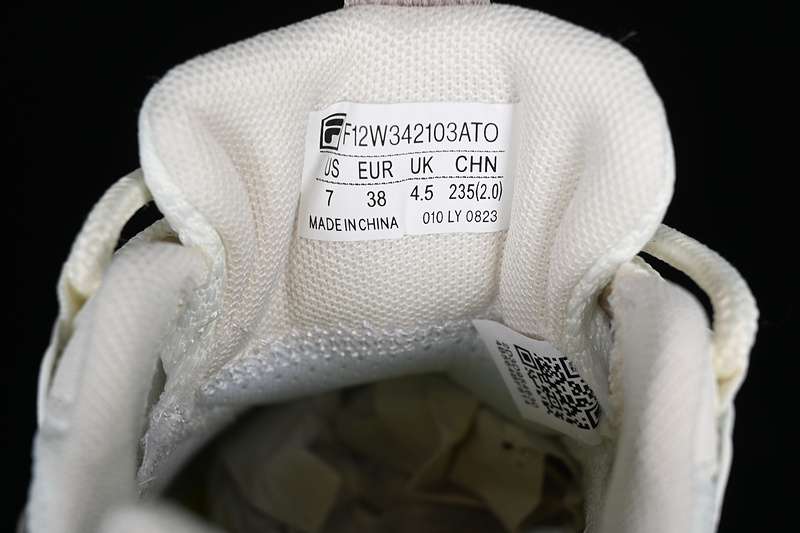 F12W342103ATO
US EUR UK CHN
7 38 4.5 235(2.0)
MADE IN CHINA 010 LY 0823